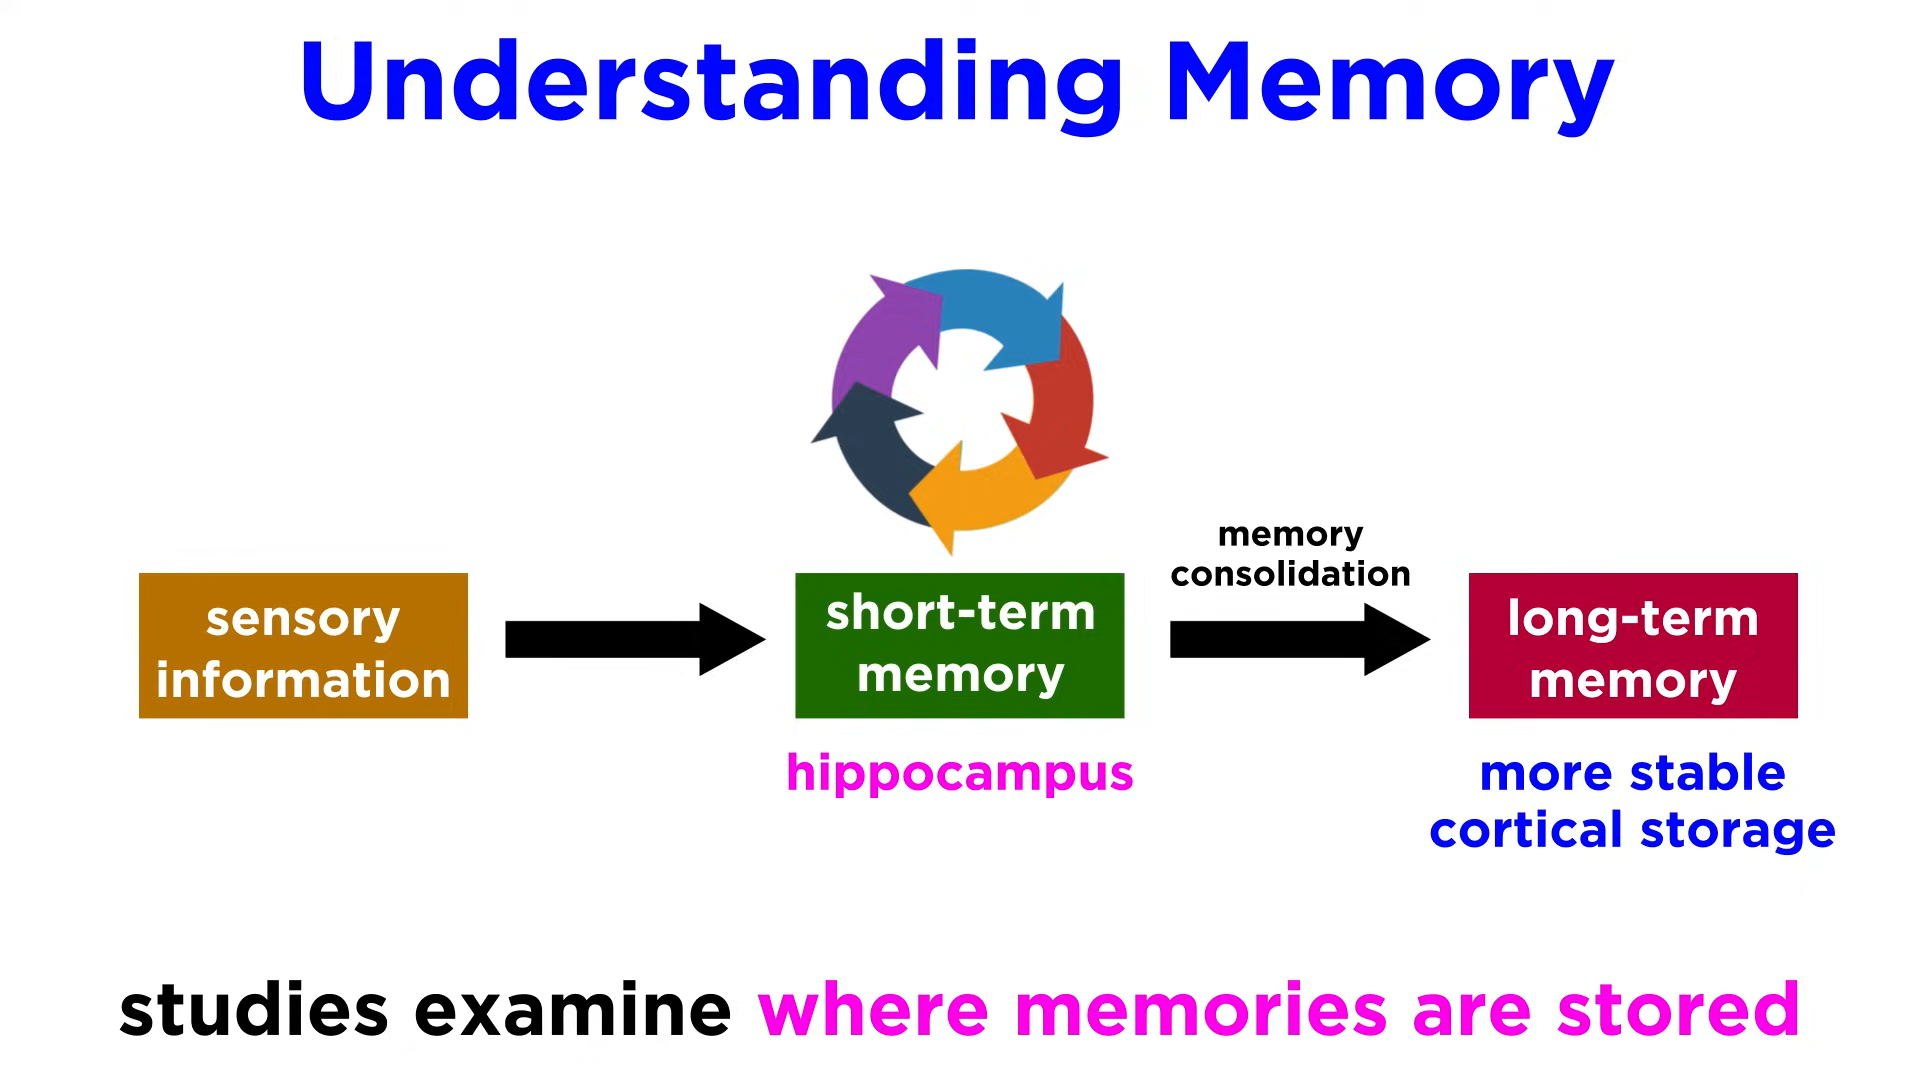 Understanding Memory
memory
consolidation
sensory
information
short-term
memory
long-term
memory
hippocampus
more stable
cortical storage
studies examine where memories are stored